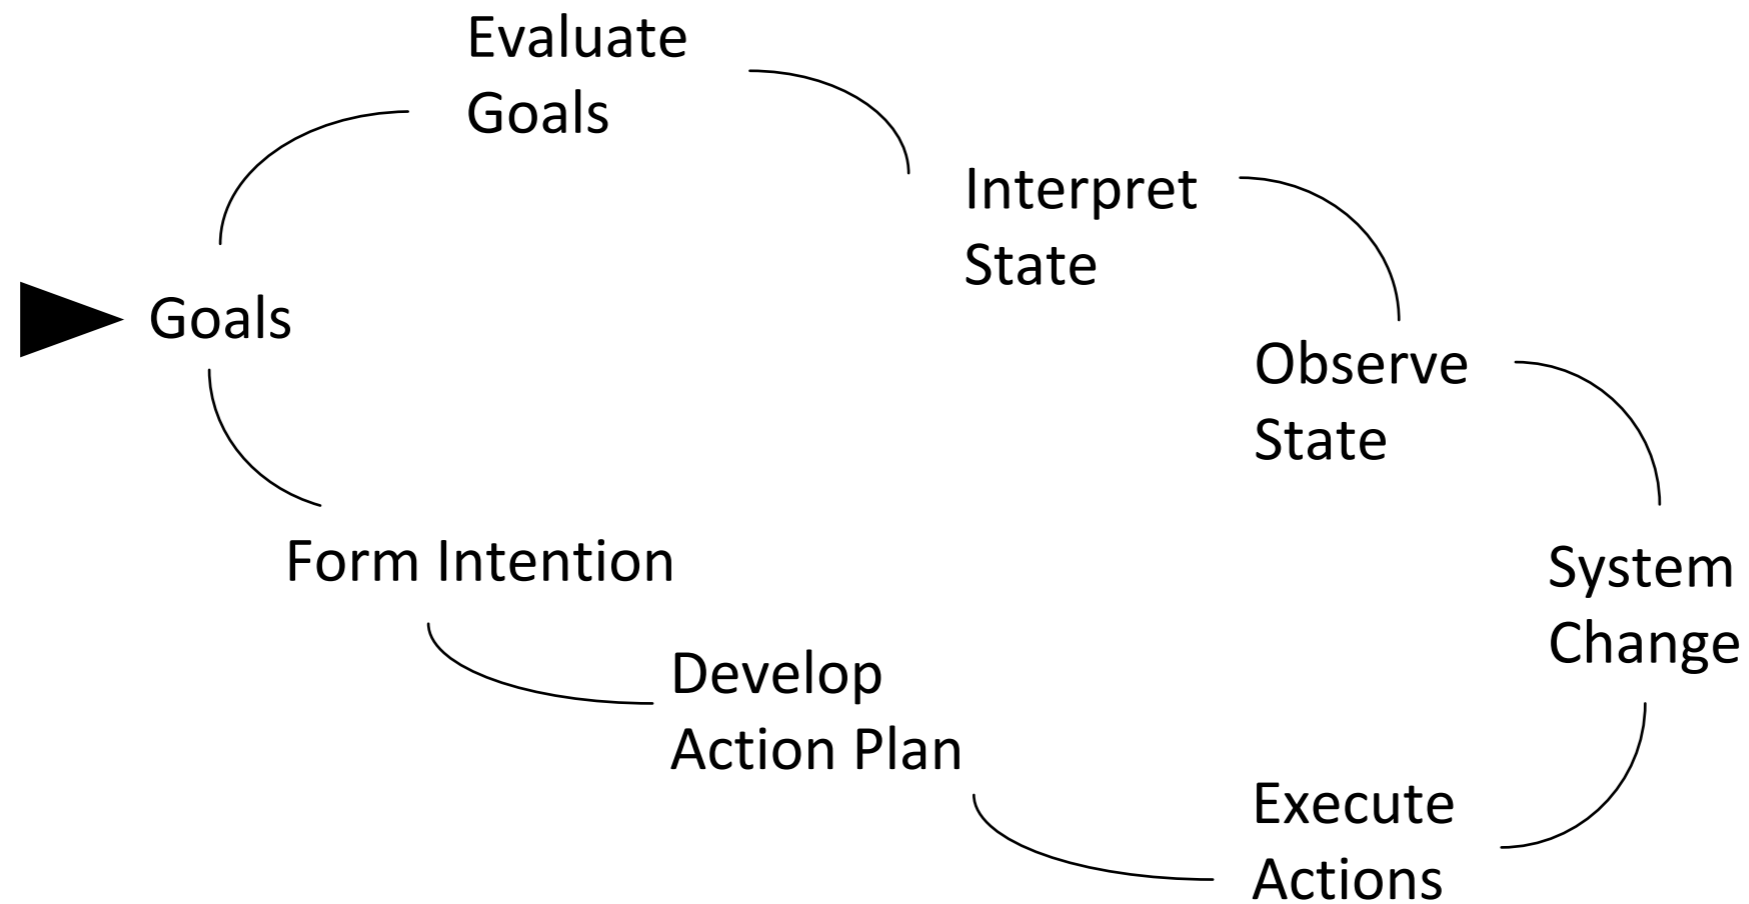 Evaluate
Goals
Interpret
State
Goals
Observe
State
Form Intention
System
Change
Develop
Action Plan
Execute
Actions